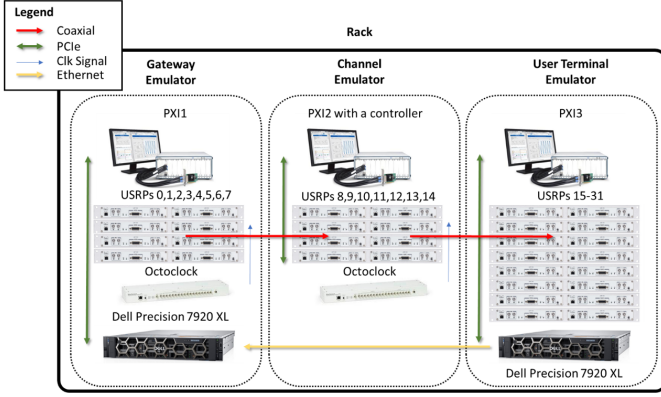 Legend
Coaxial
PCIe
Clk Signal
Ethernet
Rack
Gateway
Emulator
Channel
Emulator
User Terminal
Emulator
PXI1
PXI2 with a controller
PXI3
USRPs 0,1,2,3,4,5,6,7
USRPs 8,9,10,11,12,13,14
USRPs 15-31
Octoclock
Octoclock
Dell Precision 7920 XL
Dell Precision 7920 XL